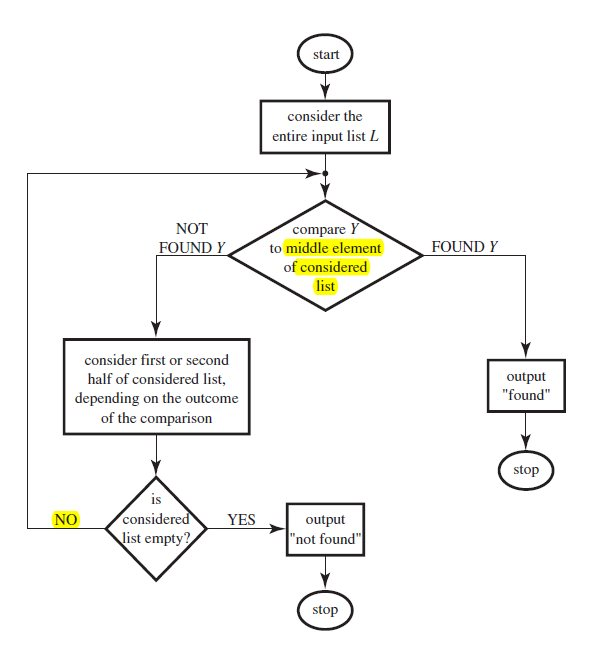 start
consider the
entire input list L
NOT
FOUND Y
compare Y
to middle element
of considered
list
FOUND Y
consider first or second
half of considered list,
depending on the outcome
of the comparison
output
"found"
stop
NO
is
considered
list empty?
YES
output
"not found"
stop